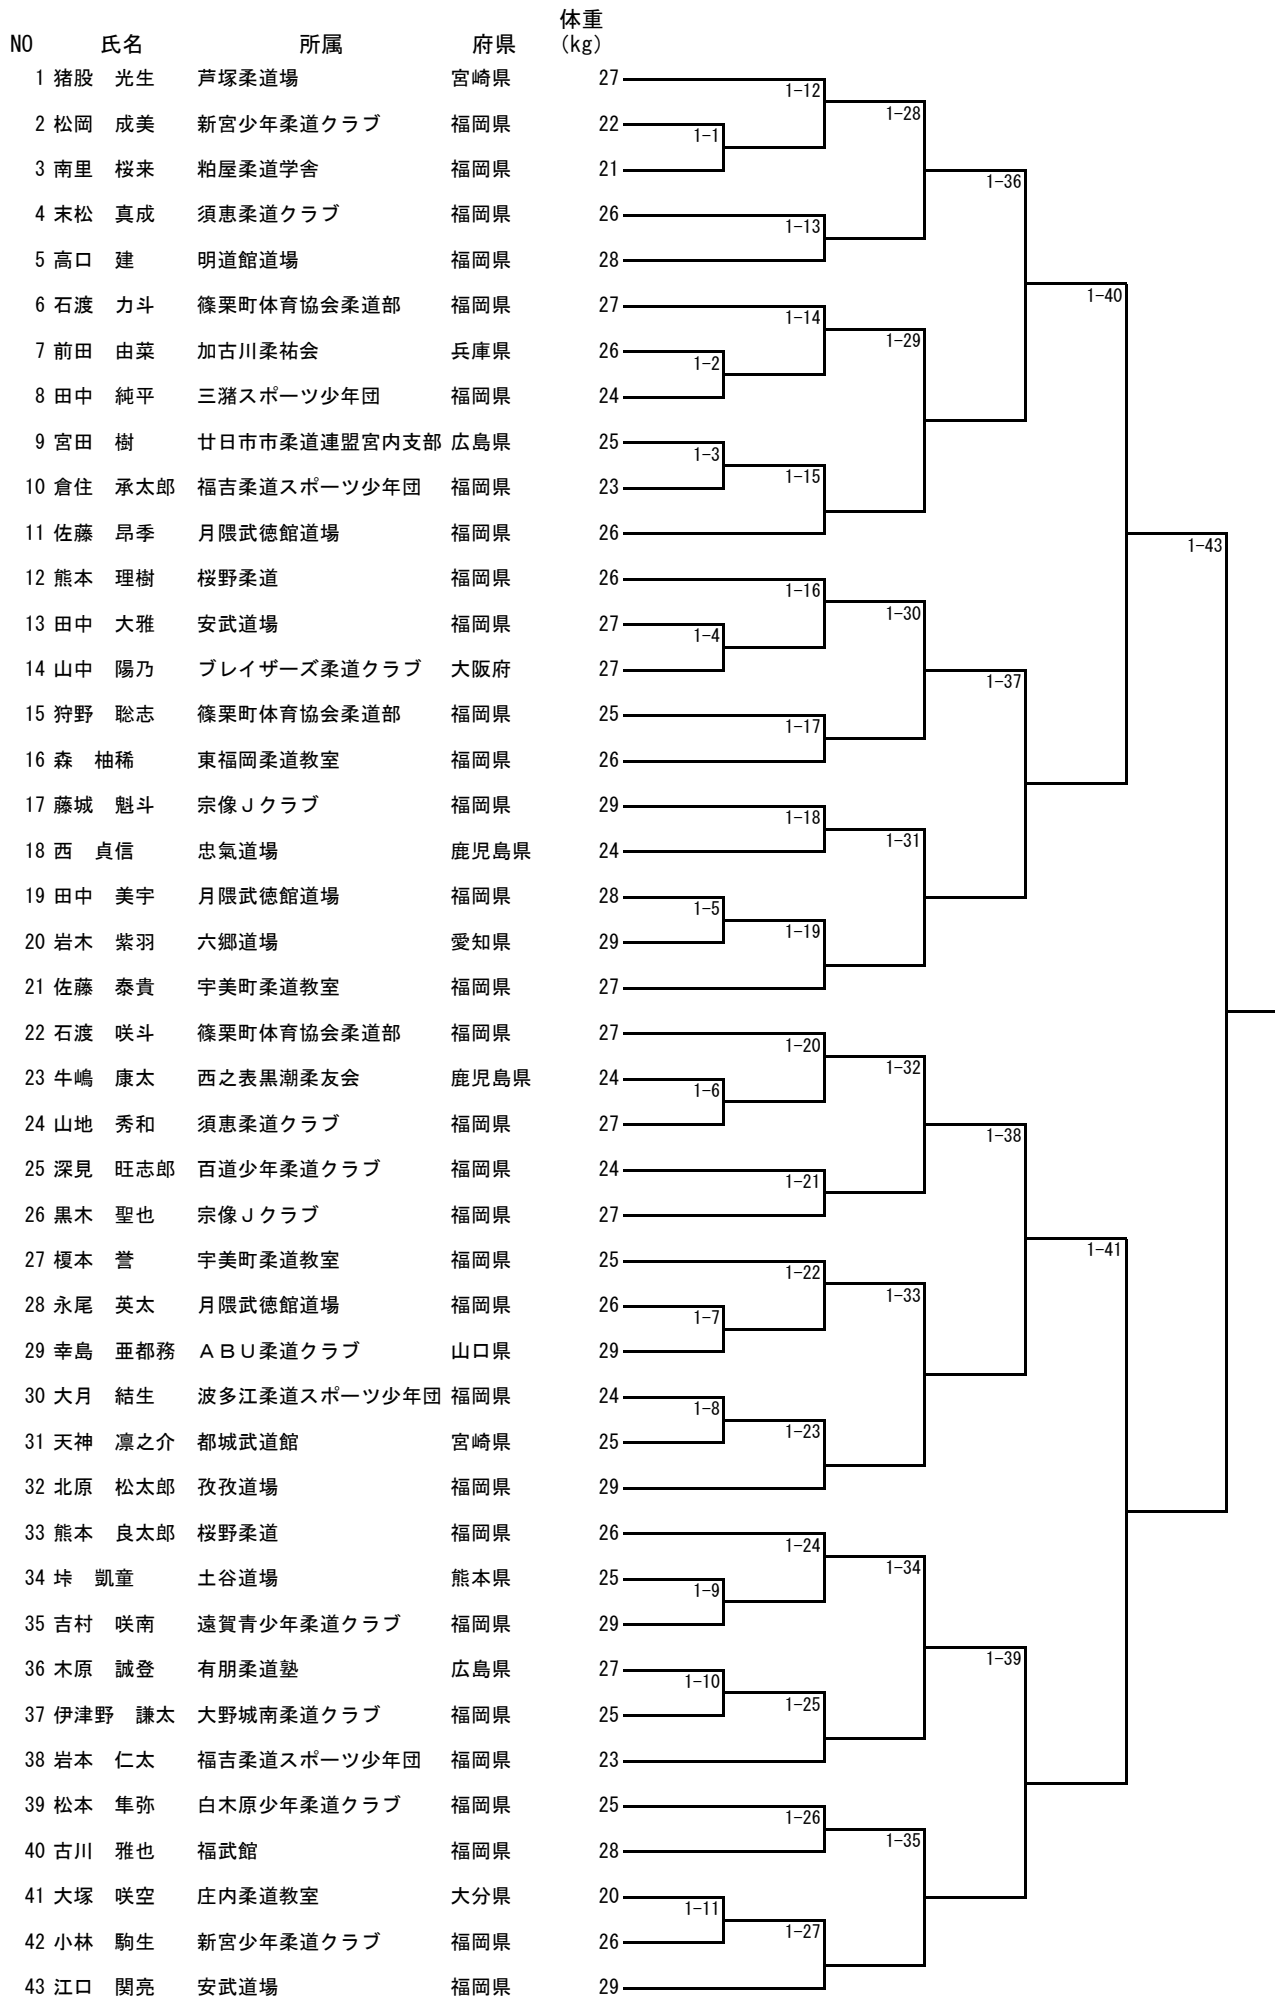 体重
NO 氏名 所属 府県 (kg)
1 猪股 光生 芦塚柔道場 宮崎県 27
1-12
2 松岡 成美 新宮少年柔道クラブ 福岡県 22
1-28
1-1
3 南里 桜来 粕屋柔道学舎 福岡県 21
1-36
4 末松 真成 須恵柔道クラブ 福岡県 26
1-13
5 高口 建 明道館道場 福岡県 28
1-40
6 石渡 力斗 篠栗町体育協会柔道部 福岡県 27
1-14
1-29
7 前田 由菜 加古川柔祐会 兵庫県 26
1-2
8 田中 純平 三潴スポーツ少年団 福岡県 24
9 宮田 樹 廿日市市柔道連盟宮内支部 広島県 25
1-3
1-15
10 倉住 承太郎 福吉柔道スポーツ少年団 福岡県 23
11 佐藤 昂季 月隈武徳館道場 福岡県 26
1-43
12 熊本 理樹 桜野柔道 福岡県 26
1-16
1-30
13 田中 大雅 安武道場 福岡県 27
1-4
14 山中 陽乃 ブレイザーズ柔道クラブ 大阪府 27
1-37
15 狩野 聡志 篠栗町体育協会柔道部 福岡県 25
1-17
16 森 柚稀 東福岡柔道教室 福岡県 26
17 藤城 魁斗 宗像Jクラブ 福岡県 29
1-18
1-31
18 西 貞信 忠氣道場 鹿児島県 24
19 田中 美宇 月隈武徳館道場 福岡県 28
1-5
1-19
20 岩木 紫羽 六郷道場 愛知県 29
21 佐藤 泰貴 宇美町柔道教室 福岡県 27
22 石渡 咲斗 篠栗町体育協会柔道部 福岡県 27
1-20
1-32
23 牛嶋 康太 西之表黒潮柔友会 鹿児島県 24
1-6
24 山地 秀和 須恵柔道クラブ 福岡県 27
1-38
25 深見 旺志郎 百道少年柔道クラブ 福岡県 24
1-21
26 黒木 聖也 宗像Jクラブ 福岡県 27
1-41
27 榎本 誉 宇美町柔道教室 福岡県 25
1-22
1-33
28 永尾 英太 月隈武徳館道場 福岡県 26
1-7
29 幸島 亜都務 ABU柔道クラブ 山口県 29
30 大月 結生 波多江柔道スポーツ少年団 福岡県 24
1-8
1-23
31 天神 凛之介 都城武道館 宮崎県 25
32 北原 松太郎 孜孜道場 福岡県 29
33 熊本 良太郎 桜野柔道 福岡県 26
1-24
1-34
34 垰 凱童 土谷道場 熊本県 25
1-9
35 吉村 咲南 遠賀青少年柔道クラブ 福岡県 29
1-39
36 木原 誠登 有朋柔道塾 広島県 27
1-10
1-25
37 伊津野 謙太 大野城南柔道クラブ 福岡県 25
38 岩本 仁太 福吉柔道スポーツ少年団 福岡県 23
39 松本 隼弥 白木原少年柔道クラブ 福岡県 25
1-26
1-35
40 古川 雅也 福武館 福岡県 28
41 大塚 咲空 庄内柔道教室 大分県 20
1-11
1-27
42 小林 駒生 新宮少年柔道クラブ 福岡県 26
43 江口 関亮 安武道場 福岡県 29